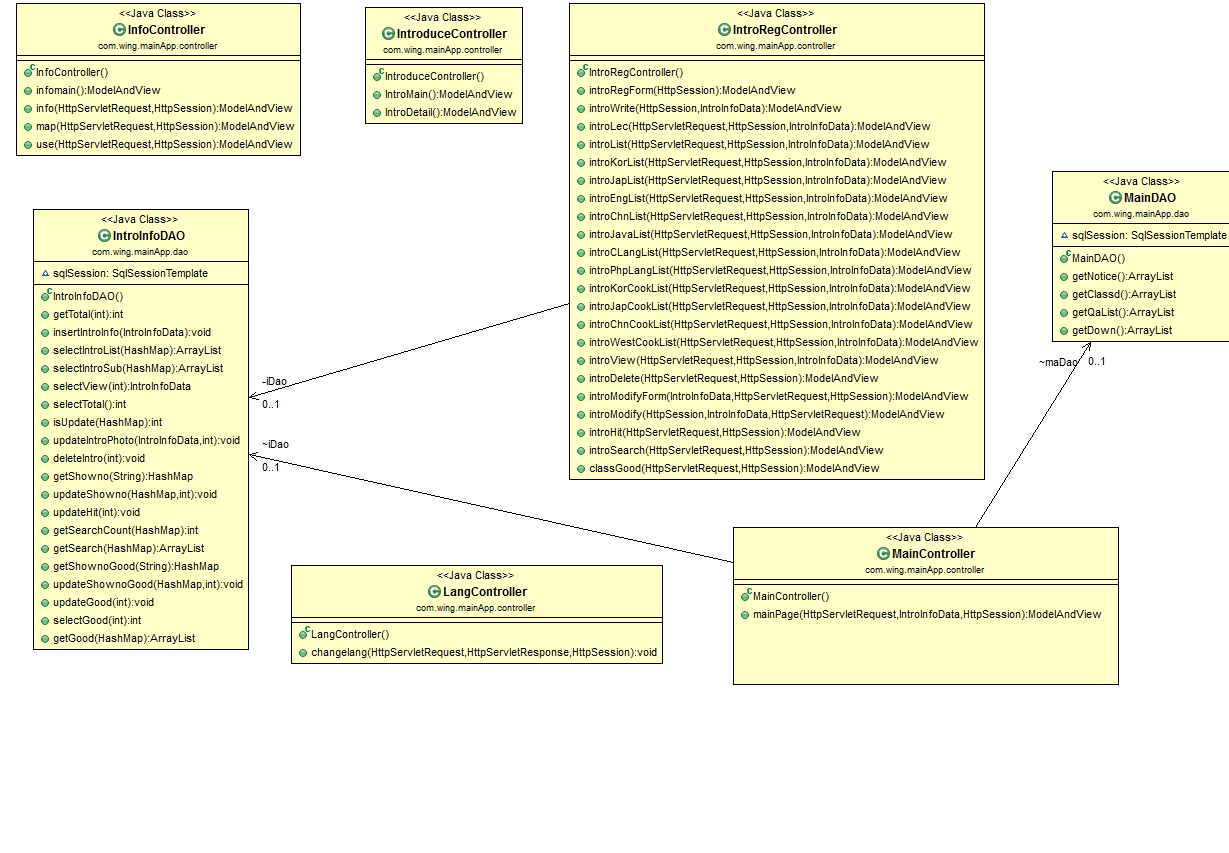 <<Java Class>>
InfoController
com.wing.mainApp.controller
InfoController()
infomain():ModelAndView
info(HttpServletRequest,HttpSession):ModelAndView
map(HttpServletRequest,HttpSession):ModelAndView
use(HttpServletRequest,HttpSession):ModelAndView
<<Java Class>>
IntroduceController
com.wing.mainApp.controller
IntroduceController()
IntroMain():ModelAndView
IntroDetail():ModelAndView
<<Java Class>>
IntroRegController
com.wing.mainApp.controller
IntroRegController()
introRegForm(HttpSession):ModelAndView
introWrite(HttpSession,IntroInfoData):ModelAndView
introLec(HttpServletRequest,HttpSession,IntroInfoData):ModelAndView
introList(HttpServletRequest,HttpSession,IntroInfoData):ModelAndView
introKorList(HttpServletRequest,HttpSession,IntroInfoData):ModelAndView
introJapList(HttpServletRequest,HttpSession,IntroInfoData):ModelAndView
introEngList(HttpServletRequest,HttpSession,IntroInfoData):ModelAndView
introChnList(HttpServletRequest,HttpSession,IntroInfoData):ModelAndView
introJavaList(HttpServletRequest,HttpSession,IntroInfoData):ModelAndView
introCLangList(HttpServletRequest,HttpSession,IntroInfoData):ModelAndView
introPhpLangList(HttpServletRequest,HttpSession,IntroInfoData):ModelAndView
introKorCookList(HttpServletRequest,HttpSession,IntroInfoData):ModelAndView
introJapCookList(HttpServletRequest,HttpSession,IntroInfoData):ModelAndView
introChnCookList(HttpServletRequest,HttpSession,IntroInfoData):ModelAndView
introWestCookList(HttpServletRequest,HttpSession,IntroInfoData):ModelAndView
introView(HttpServletRequest,HttpSession,IntroInfoData):ModelAndView
introDelete(HttpServletRequest,HttpSession):ModelAndView
introModifyForm(IntroInfoData,HttpServletRequest,HttpSession):ModelAndView
introModify(HttpSession,IntroInfoData,HttpServletRequest):ModelAndView
introHit(HttpServletRequest,HttpSession):ModelAndView
introSearch(HttpServletRequest,HttpSession):ModelAndView
classGood(HttpServletRequest,HttpSession):ModelAndView
<<Java Class>>
MainDAO
com.wing.mainApp.dao
sqlSession: SqlSessionTemplate
MainDAO()
getNotice():ArrayList
getClassd():ArrayList
getQaList():ArrayList
getDown():ArrayList
<<Java Class>>
IntroInfoDAO
com.wing.mainApp.dao
sqlSession: SqlSessionTemplate
IntroInfoDAO()
getTotal(int):int
insertIntroInfo(IntroInfoData):void
selectIntroList(HashMap):ArrayList
selectIntroSub(HashMap):ArrayList
selectView(int):IntroInfoData
selectTotal():int
isUpdate(HashMap):int
updateIntroPhoto(IntroInfoData,int):void
deleteIntro(int):void
getShowno(String):HashMap
updateShowno(HashMap,int):void
updateHit(int):void
getSearchCount(HashMap):int
getSearch(HashMap):ArrayList
getShownoGood(String):HashMap
updateShownoGood(HashMap,int):void
updateGood(int):void
selectGood(int):int
getGood(HashMap):ArrayList
-iDao
0..1
~iDao
0..1
~maDao
0..1
<<Java Class>>
LangController
com.wing.mainApp.controller
LangController()
changelang(HttpServletRequest,HttpServletResponse,HttpSession):void
<<Java Class>>
MainController
com.wing.mainApp.controller
MainController()
mainPage(HttpServletRequest,IntroInfoData,HttpSession):ModelAndView